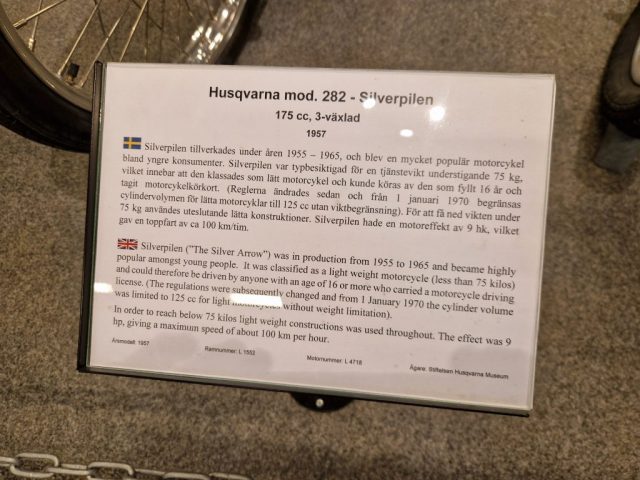 Husqvarna mod. 282 - Silverpilen
175 cc, 3-växlad
1957
Silverpilen tillverkades under åren 1955 – 1965, och blev en mycket populär motorcykel
bland yngre konsumenter. Silverpilen var typbesiktigad för en tjänstevikt understigande 75 kg,
vilket innebar att den klassades som lätt motorcykel och kunde köras av den som fyllt 16 år och
tagit motorcykelkörkort. (Reglerna ändrades sedan och från 1 januari 1970 begränsas
cylindervolymen för lätta motorcyklar till 125 cc utan viktbegränsning). För att få ned vikten under
75 kg användes uteslutande lätta konstruktioner. Silverpilen hade en motoreffekt av 9 hk, vilket
gav en toppfart av ca 100 km/tim.
Silverpilen ("The Silver Arrow") was in production from 1955 to 1965 and became highly
popular amongst young people. It was classified as a light weight motorcycle (less than 75 kilos)
and could therefore be driven by anyone with an age of 16 or more who carried a motorcycle driving
license. (The regulations were subsequently changed and from 1 January 1970 the cylinder volume
was limited to 125 cc for light motorcycles without weight limitation).
In order to reach below 75 kilos light weight constructions was used throughout. The effect was 9
hp, giving a maximum speed of about 100 km per hour.
Årsmodell: 1957 Ramnummer: L 1552 Motornummer: L 4718 Ägare: Stiftelsen Husqvarna Museum